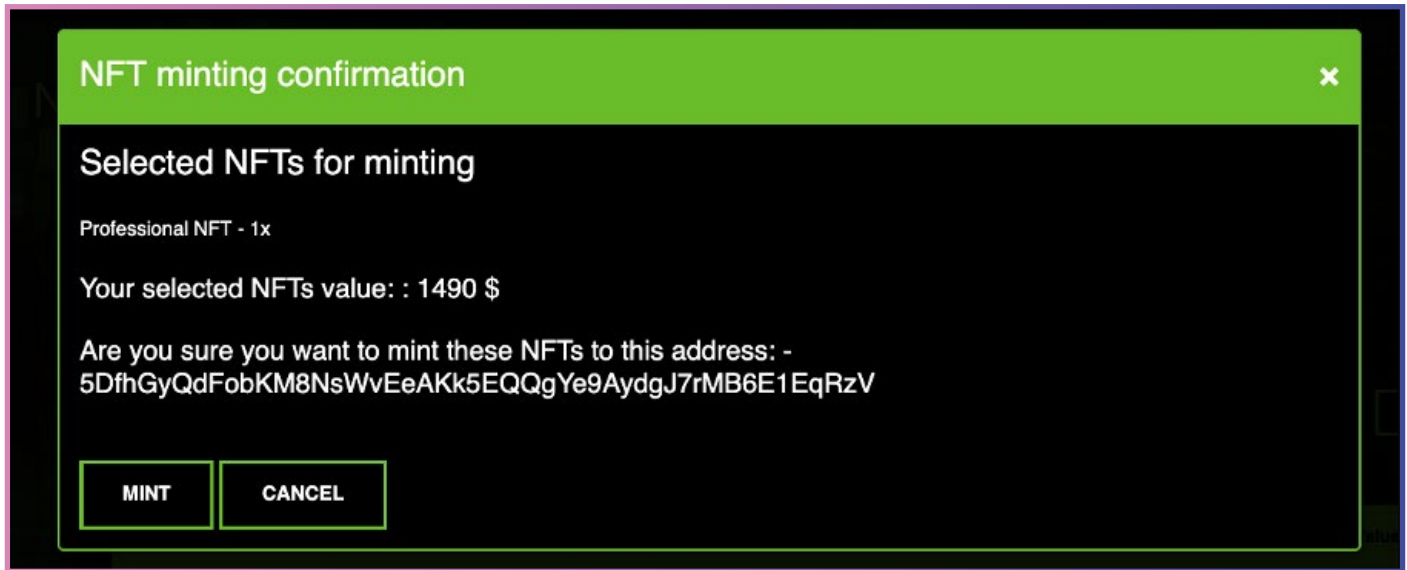 NFT minting confirmation
Selected NFTs for minting
Professional NFT - 1x
Your selected NFTs value: : 1490 $
Are you sure you want to mint these NFTs to this address: -
5DfhGyQdFobKM8NsWvEeAKk5EQQgYe9AydgJ7rMB6E1EqRzV
MINT CANCEL